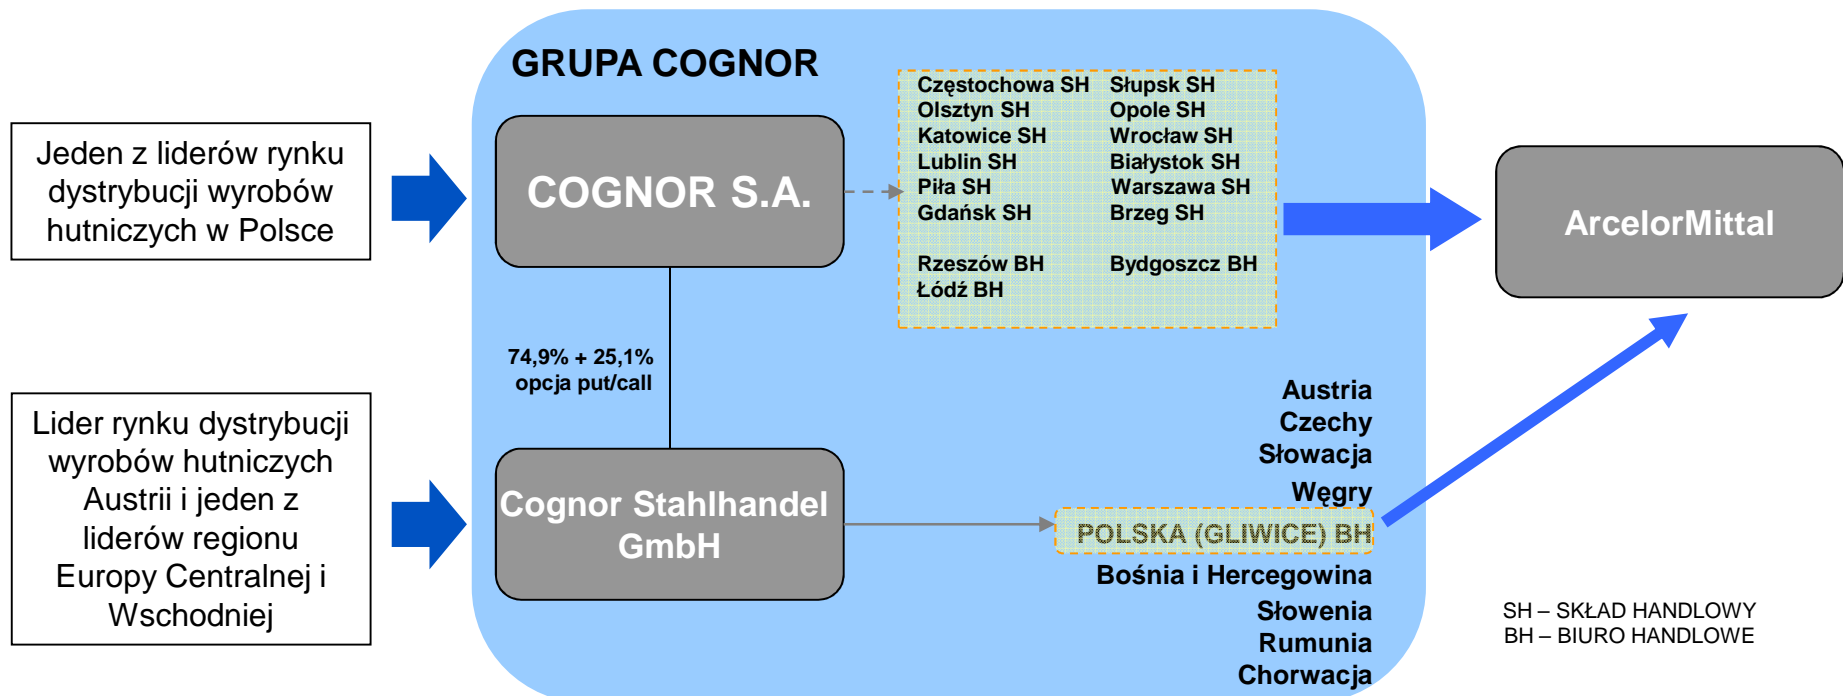 GRUPA COGNOR
Jeden z liderów rynku
dystrybucji wyrobów
hutniczych w Polsce
COGNOR S.A.
Częstochowa SH Słupsk SH
Olsztyn SH Opole SH
Katowice SH Wrocław SH
Lublin SH Białystok SH
Piła SH Warszawa SH
Gdańsk SH Brzeg SH
Rzeszów BH Bydgoszcz BH
Łódź BH
ArcelorMittal
74,9% + 25,1%
opcja put/call
Lider rynku dystrybucji
wyrobów hutniczych
Austrii i jeden z
liderów regionu
Europy Centralnej i
Wschodniej
Cognor Stahlhandel
GmbH
Austria
Czechy
Słowacja
Węgry
POLSKA (GLIWICE) BH
Bośnia i Hercegowina
Słowenia
Rumunia
Chorwacja
SH – SKŁAD HANDLOWY
BH – BIURO HANDLOWE